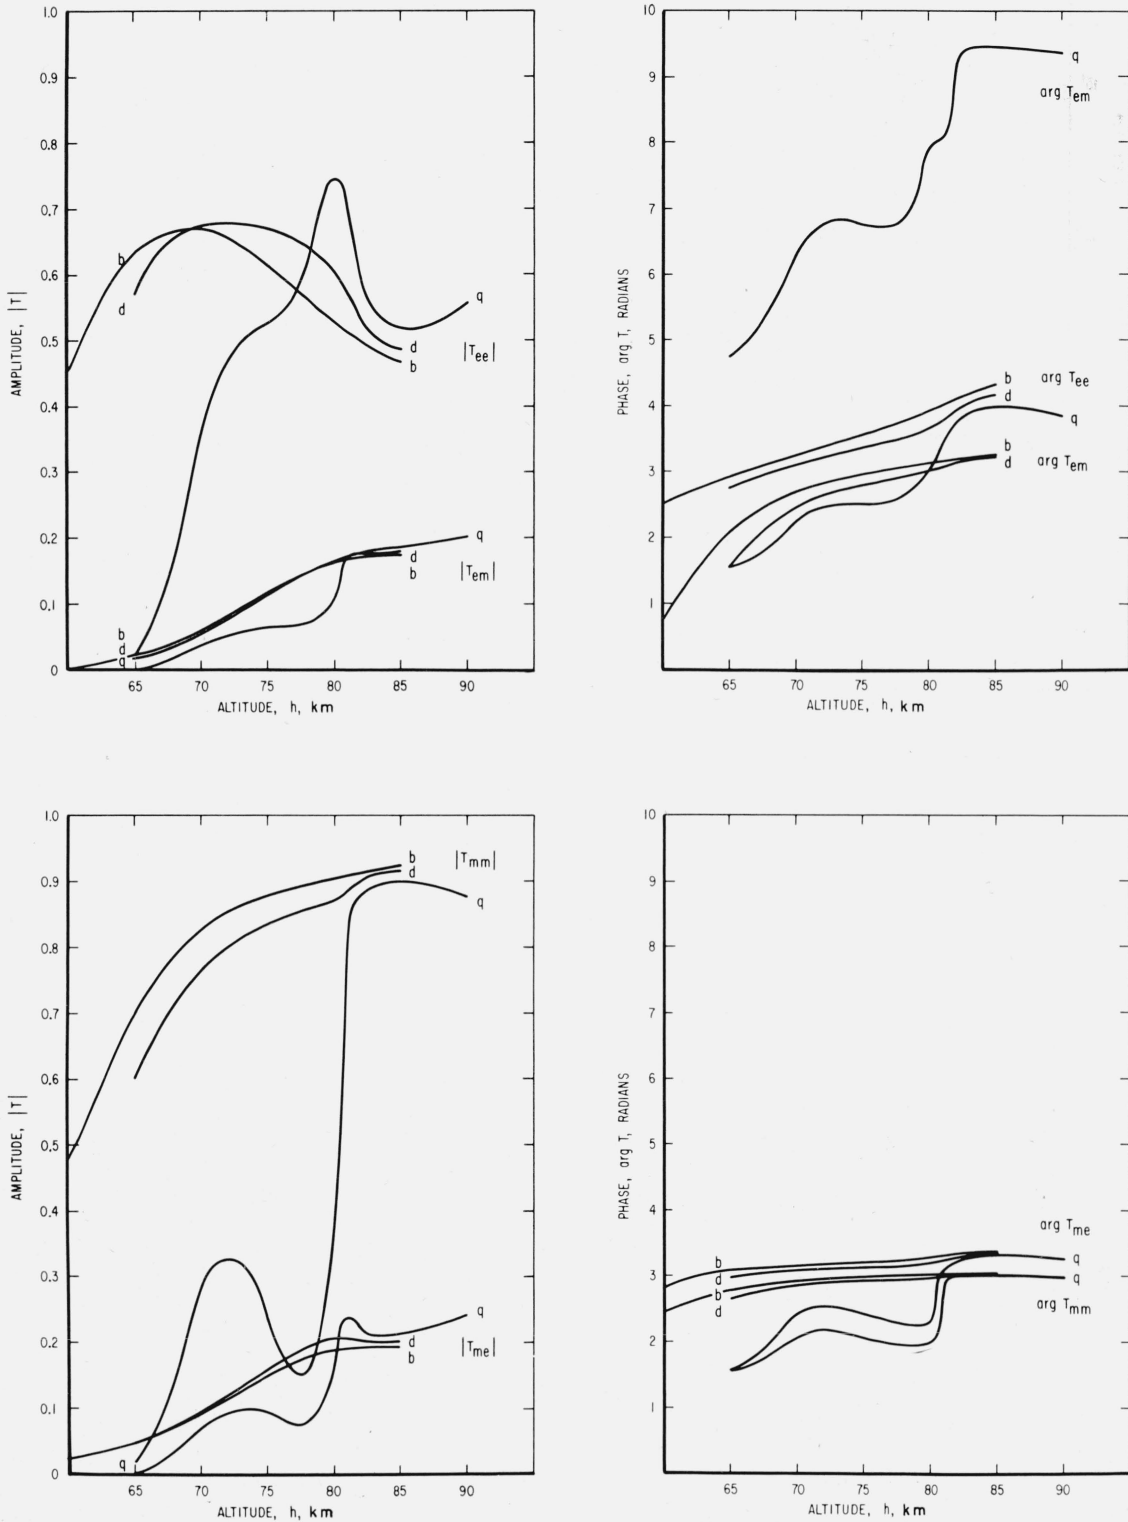 1.0
0.9
0.8
0.7
0.6
0.5
0.4
0.3
0.2
0.1
0
AMPLITUDE, |T|
b
d
q
d
b
|Tee|
q
d
b
|Tem|
b
d
q
65 70 75 80 85 90
ALTITUDE, h, km
10
9
8
7
6
5
4
3
2
1
PHASE, arg T, RADIANS
q
arg Tem
b arg Tee
d
q
b
d arg Tem
65 70 75 80 85 90
ALTITUDE, h, km
1.0
0.9
0.8
0.7
0.6
0.5
0.4
0.3
0.2
0.1
0
AMPLITUDE, |T|
b |Tmm|
d
q
q
d |Tme|
b
q
65 70 75 80 85 90
ALTITUDE, h, km
10
9
8
7
6
5
4
3
2
1
PHASE, arg T, RADIANS
arg Tme
b
d
b
d
q
q
arg Tmm
65 70 75 80 85 90
ALTITUDE, h, km